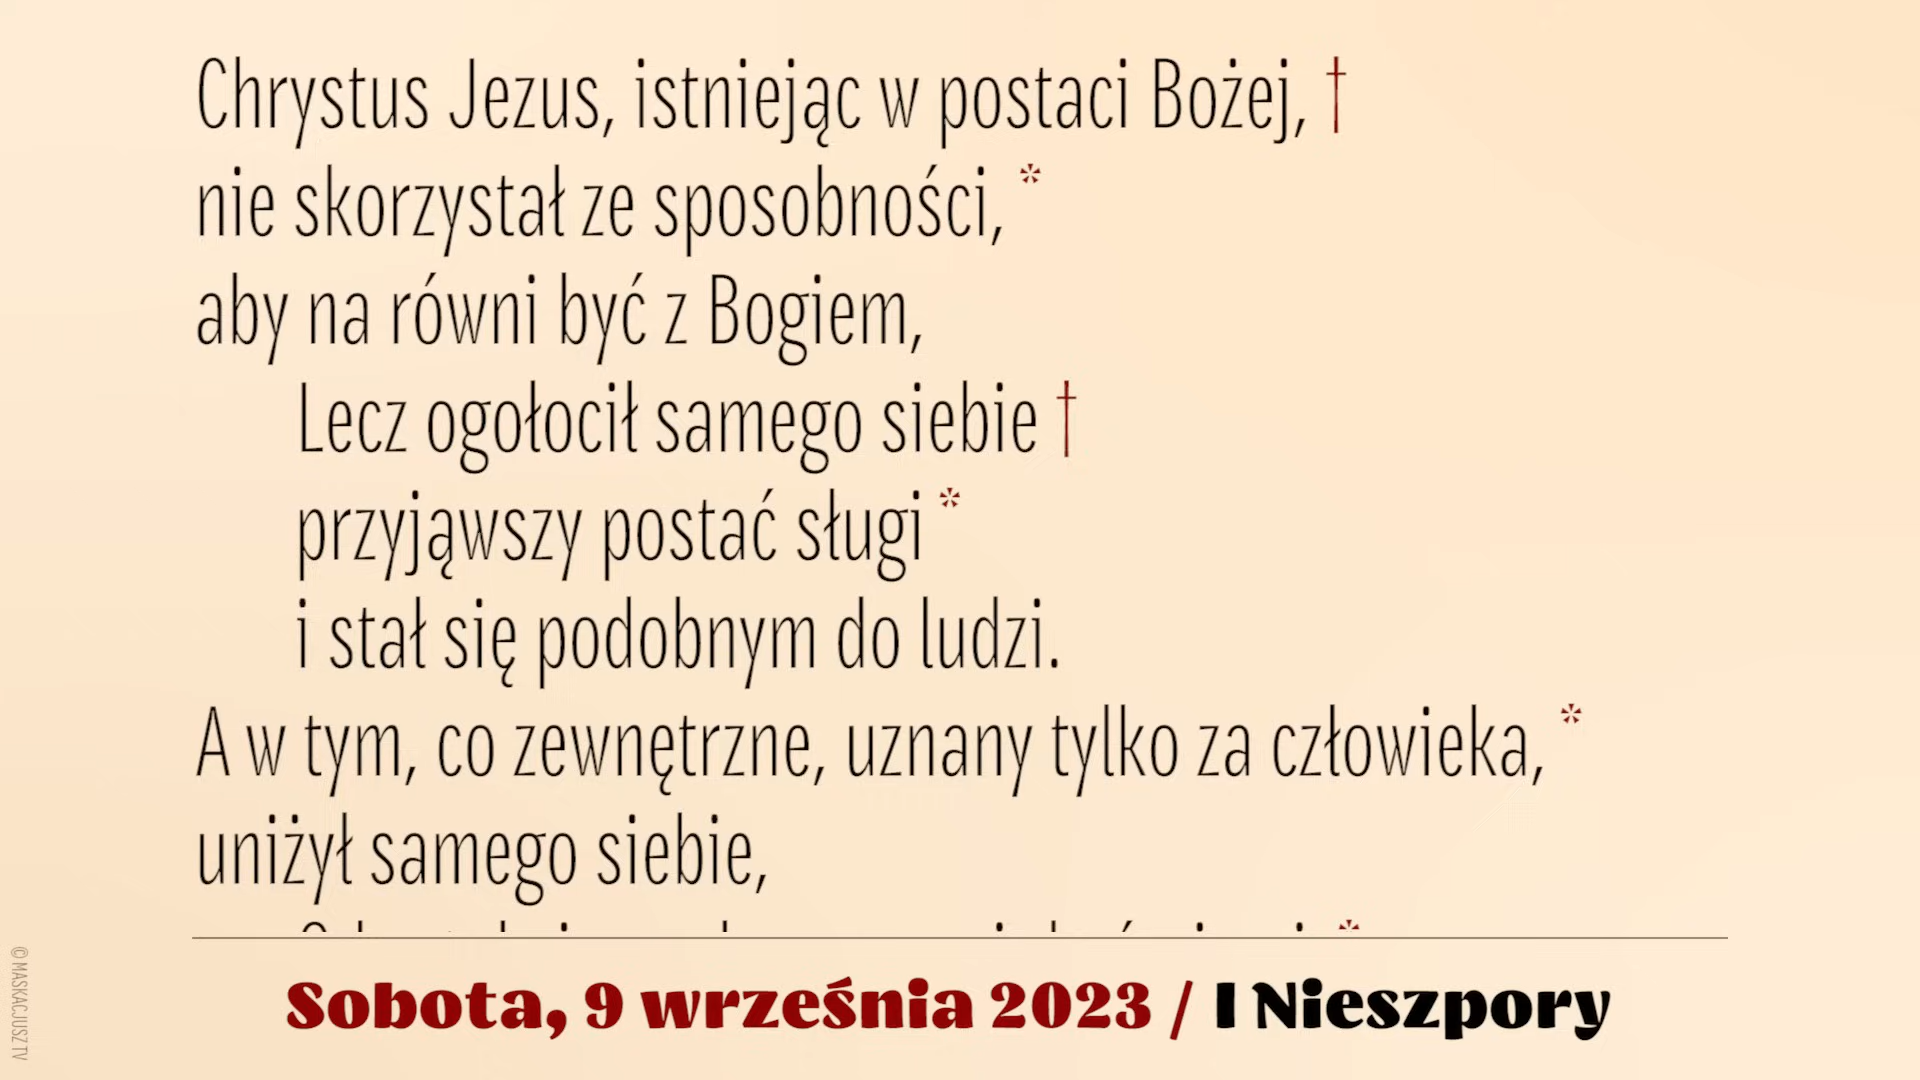 Chrystus Jezus, istniejąc w postaci Bożej, †
nie skorzystał ze sposobności, *
aby na równi być z Bogiem,
Lecz ogołocił samego siebie †
przyjąwszy postać sługi *
i stał się podobnym do ludzi.
A w tym, co zewnętrzne, uznany tylko za człowieka, *
uniżył samego siebie,
Sobota, 9 września 2023 / I Nieszpory
© MASKACJUSZ TV